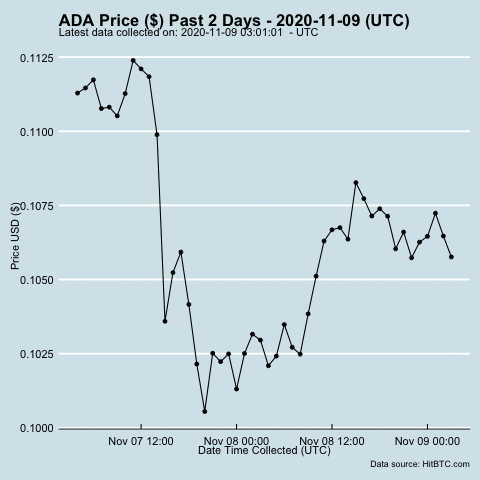 ADA Price ($) Past 2 Days - 2020-11-09 (UTC)
Latest data collected on: 2020-11-09 03:01:01 - UTC
0.1125
0.1100
0.1075
Price USD ($)
0.1050
0.1025
0.1000
Nov 07 12:00 Nov 08 00:00 Nov 08 12:00 Nov 09 00:00
Date Time Collected (UTC)
Data source: HitBTC.com